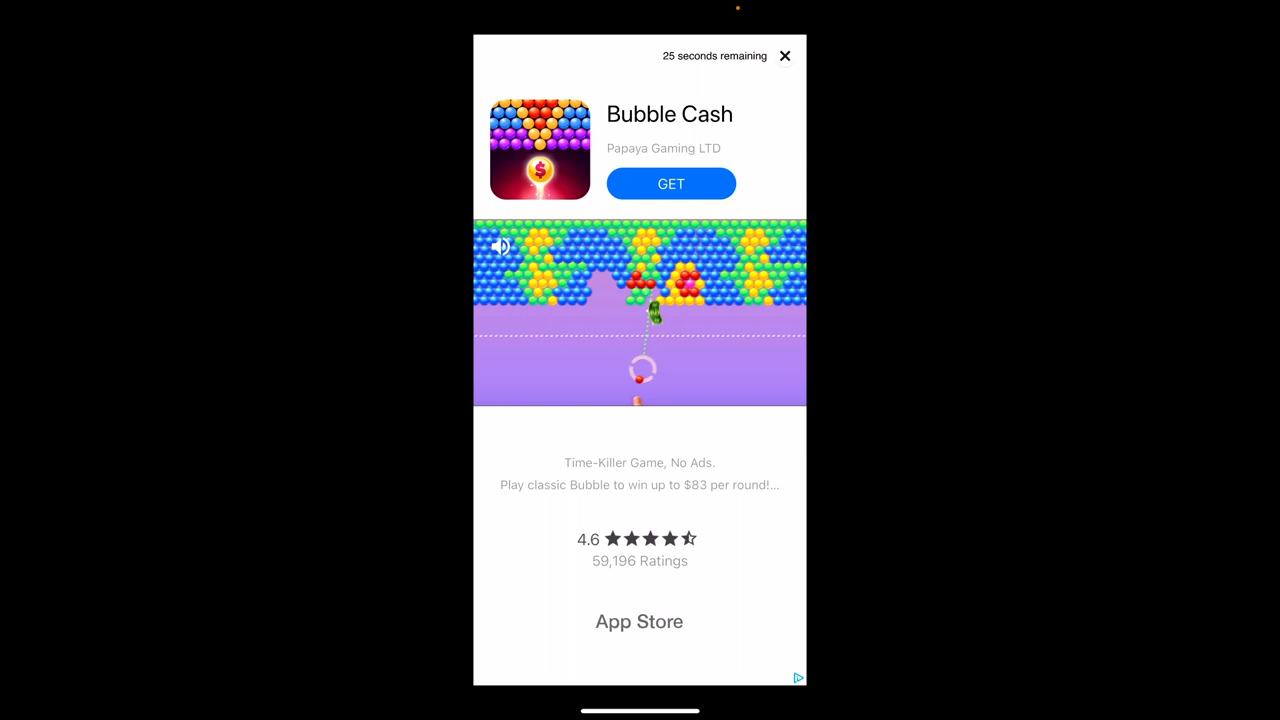 25 seconds remaining
Bubble Cash
Papaya Gaming LTD
GET
$
Time-Killer Game, No Ads.
Play classic Bubble to win up to $83 per round!...
4.6
59,196 Ratings
App Store